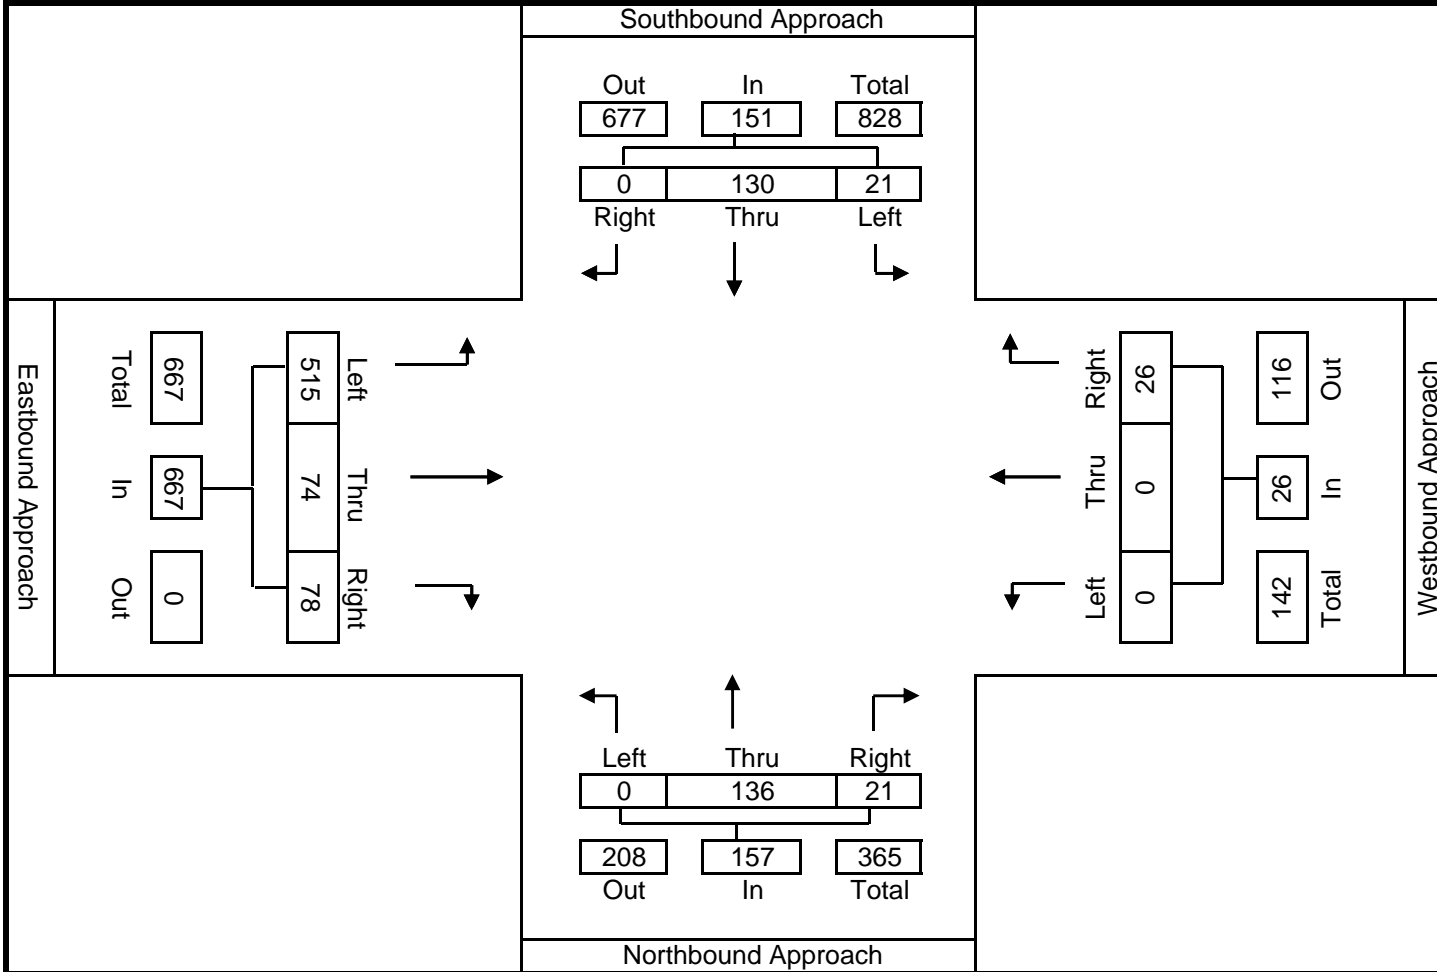 Southbound Approach
Out In Total
677 151 828
0 130 21
Right Thru Left
Eastbound Approach
Total In Out
667 667 0
515 74 78
Left Thru Right
Right Thru Left
26 0 0
116 26 142
Out In Total
Westbound Approach
Left Thru Right
0 136 21
208 157 365
Out In Total
Northbound Approach